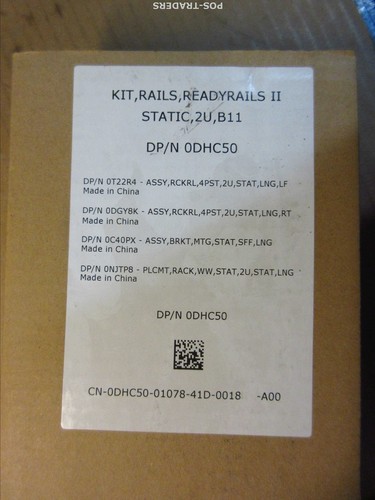 POS-TRADERS
KIT,RAILS,READYRAILS II
STATIC,2U,B11
DP/N 0DHC50
DP/N 0T22R4 - ASSY,RCKRL,4PST,2U,STAT,LNG,LF
Made in China
DP/N 0DGY8K - ASSY,RCKRL,4PST,2U,STAT,LNG,RT
Made in China
DP/N 0C40PX - ASSY,BRKT,MTG,STAT,SFF,LNG
Made in China
DP/N 0NJTP8 - PLCMT,RACK,WW,STAT,2U,STAT,LNG
Made in China
DP/N 0DHC50
CN-0DHC50-01078-41D-0018 -A00